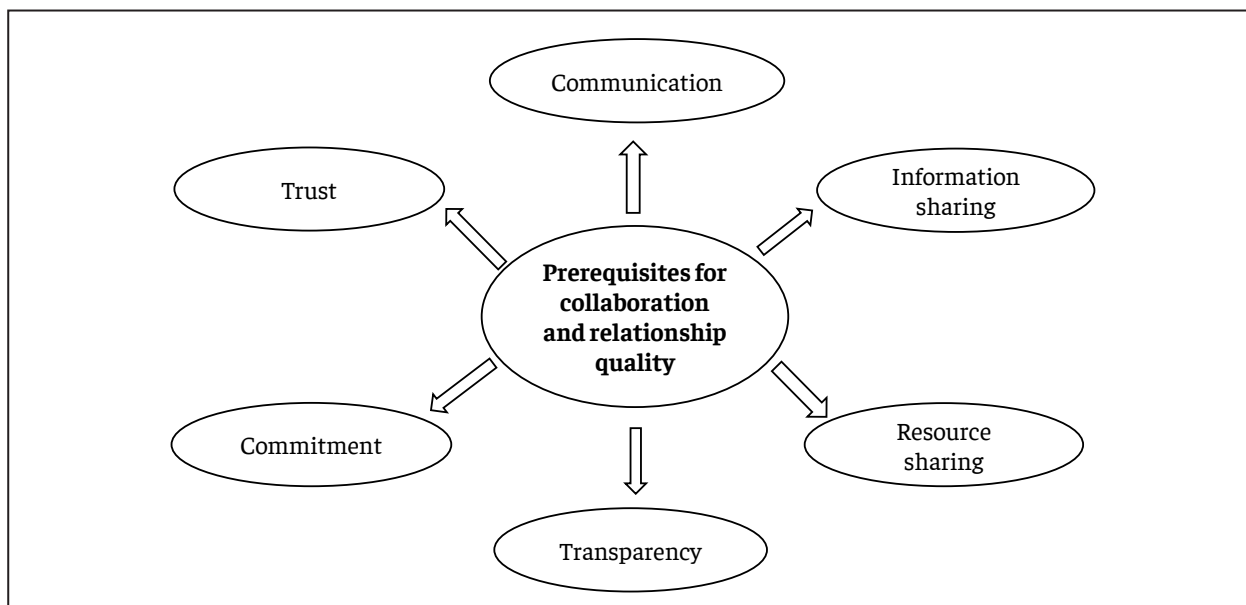 Communication
Trust
Information
sharing
Prerequisites for
collaboration
and relationship
quality
Commitment
Resource
sharing
Transparency